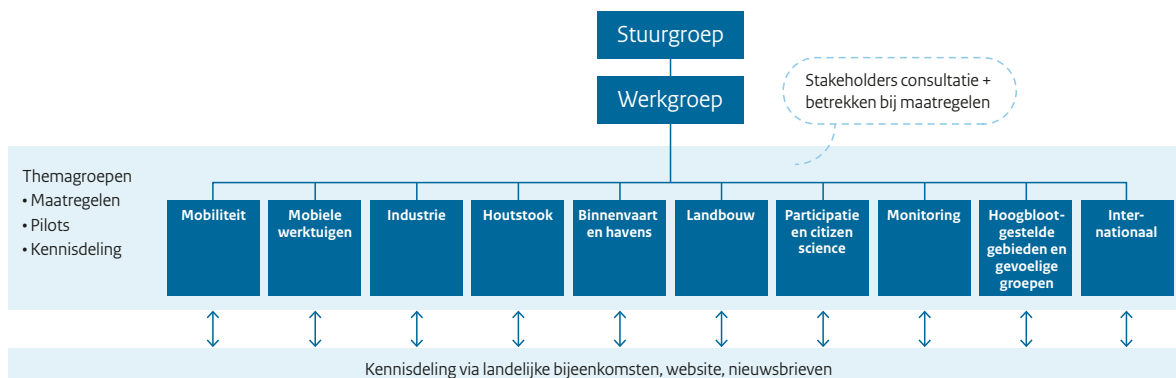 Stuurgroep
Werkgroep
Stakeholders consultatie +
betrekken bij maatregelen
Themagroepen
• Maatregelen
• Pilots
• Kennisdeling
Mobiliteit
Mobiele
werktuigen
Industrie
Houtstook
Binnenvaart
en havens
Landbouw
Participatie
en citizen
science
Monitoring
Hoogbloot-
gestelde
gebieden en
gevoelige
groepen
Inter-
nationaal
Kennisdeling via landelijke bijeenkomsten, website, nieuwsbrieven